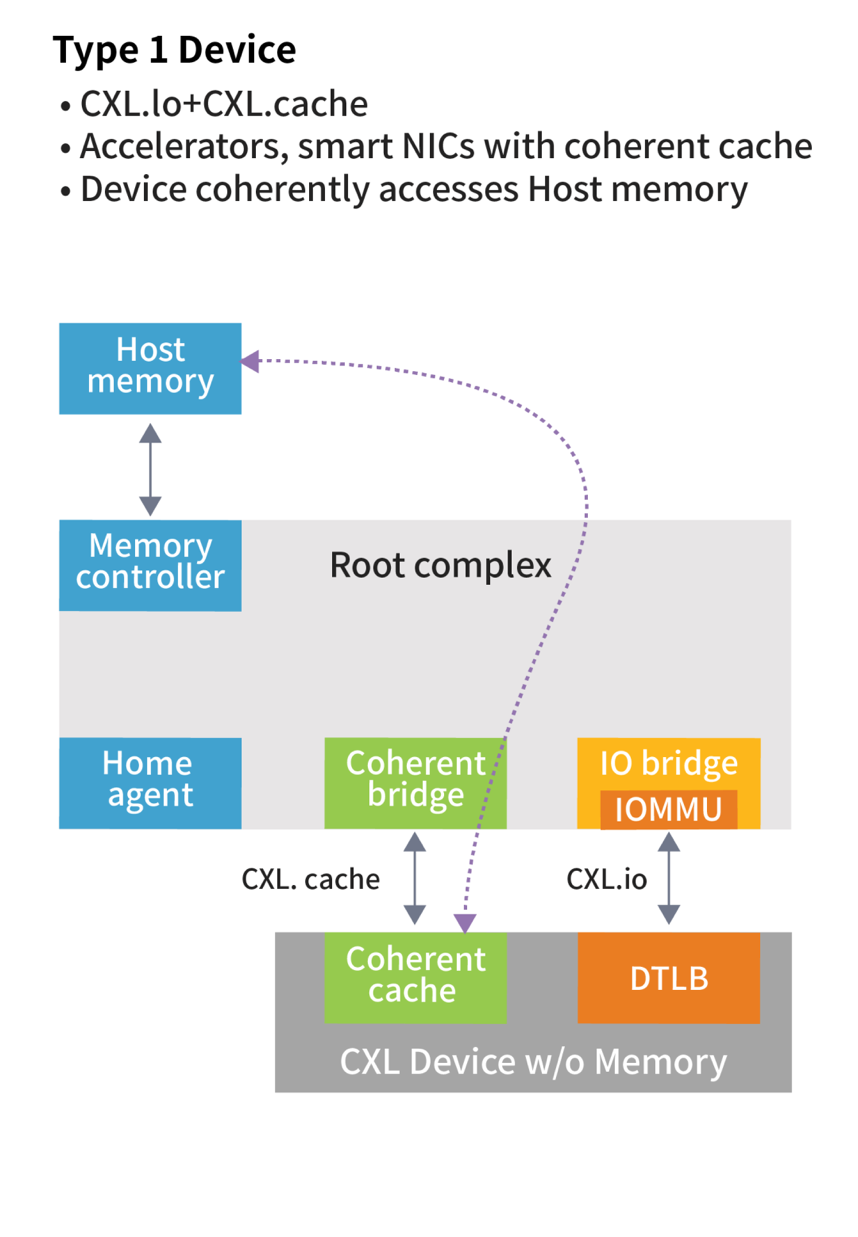 Type 1 Device
• CXL.lo+CXL.cache
• Accelerators, smart NICs with coherent cache
• Device coherently accesses Host memory
Host
memory
Memory
controller
Root complex
Home
agent
Coherent
bridge
IO bridge
IOMMU
CXL. cache
CXL.io
Coherent
cache
DTLB
CXL Device w/o Memory